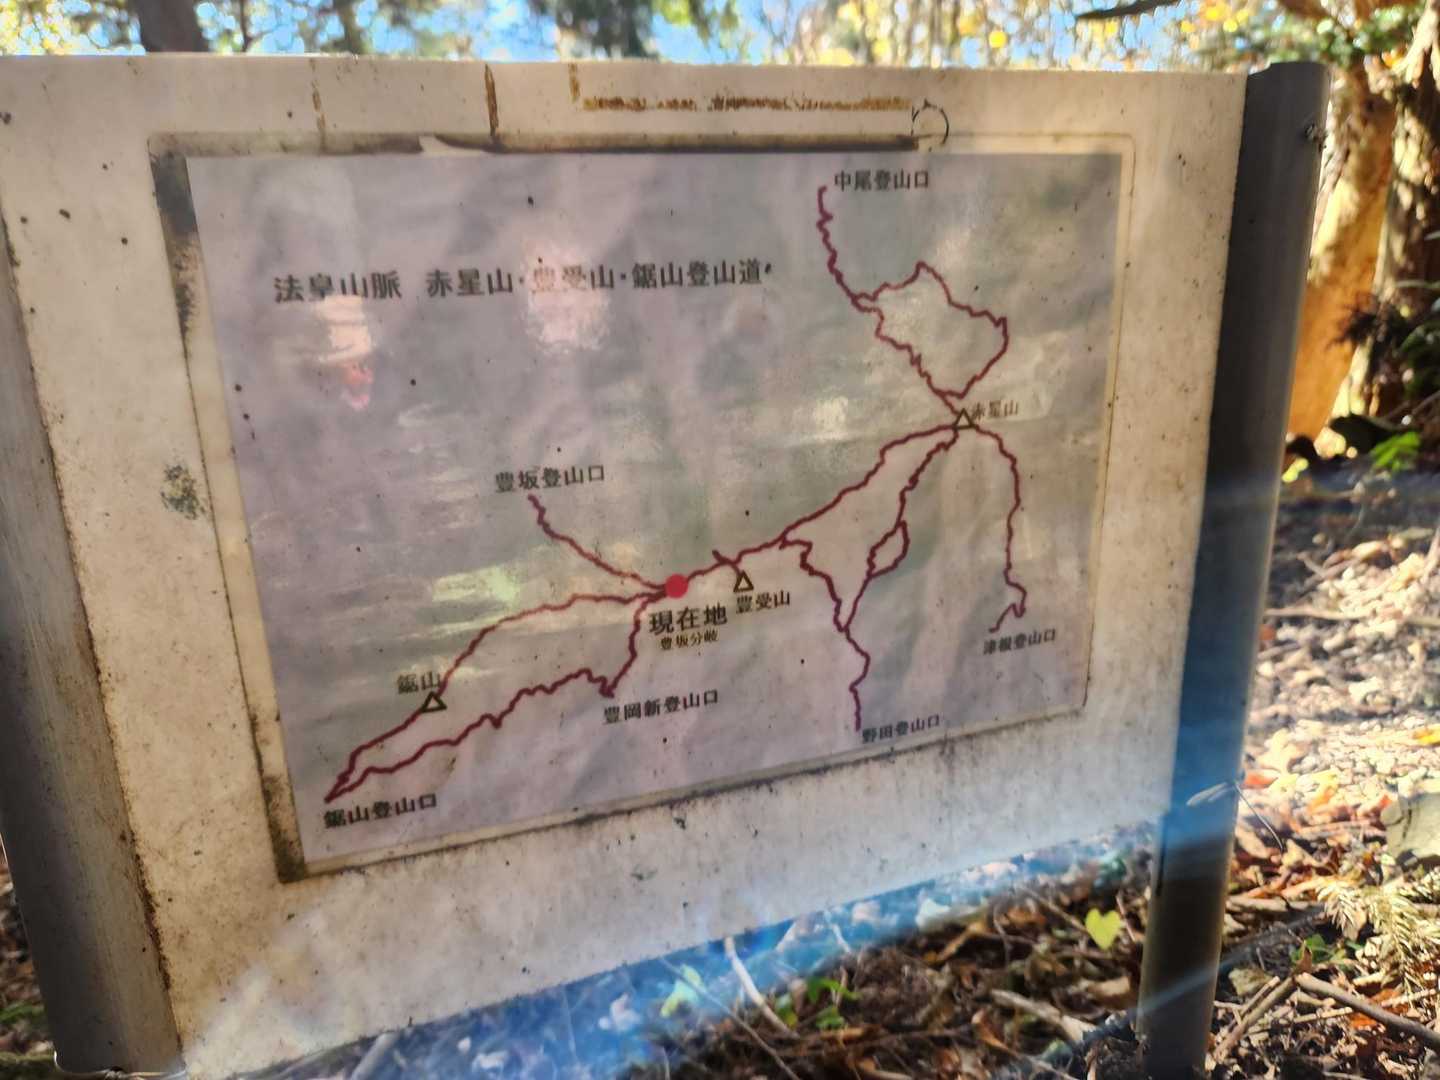 中尾登山口
法皇山脈 赤星山・豊受山・鋸山登山道
赤星山
豊坂登山口
現在地
豊坂分岐
豊受山
津根登山口
鋸山
豊岡新登山口
野田登山口
鋸山登山口